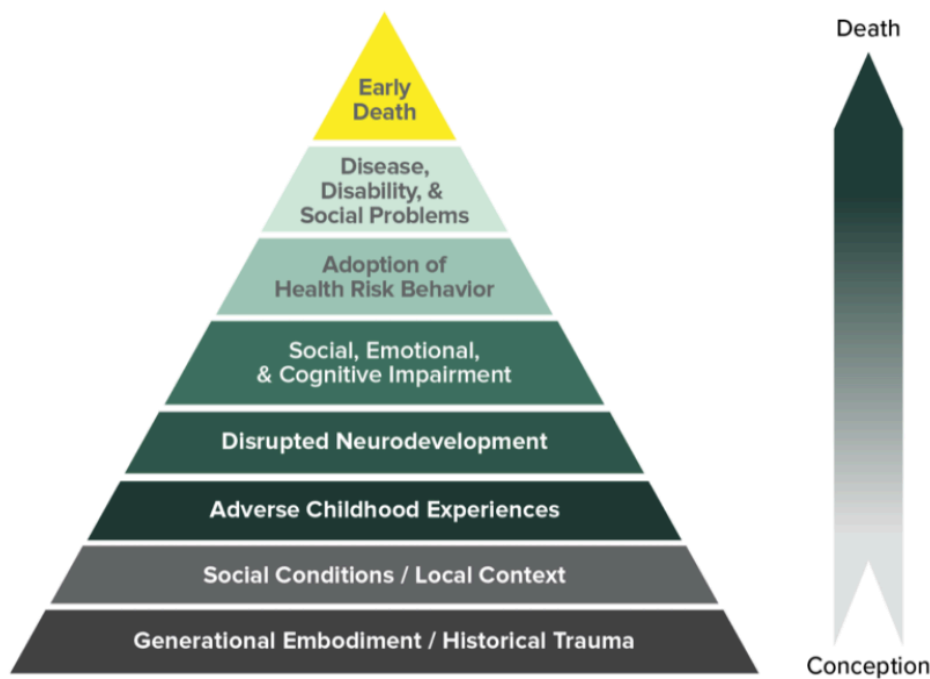 Death
Early
Death
Disease,
Disability, &
Social Problems
Adoption of
Health Risk Behavior
Social, Emotional,
& Cognitive Impairment
Disrupted Neurodevelopment
Adverse Childhood Experiences
Social Conditions / Local Context
Generational Embodiment / Historical Trauma
Conception